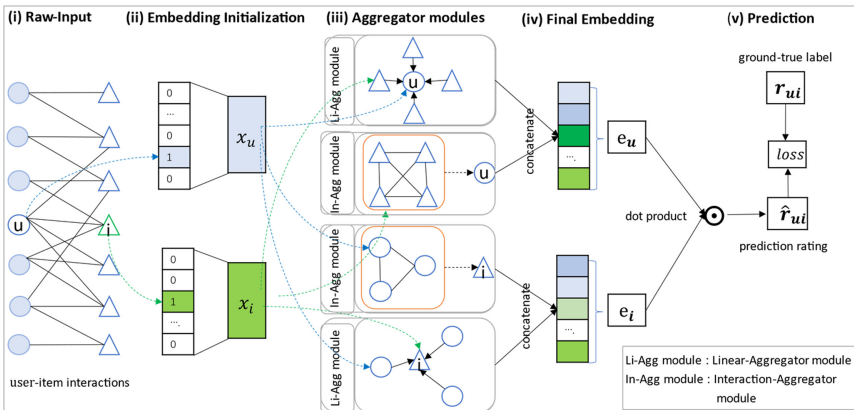 (i) Raw-Input
(ii) Embedding Initialization
(iii) Aggregator modules
(iv) Final Embedding
(v) Prediction
u
i
user-item interactions
0
...
0
1
0
x_u
0
0
1
....
0
x_i
Li-Agg module
u
In-Agg module
u
In-Agg module
i
Li-Agg module
i
concatenate
....
e_u
concatenate
....
e_i
dot product
ground-true label
r_ui
loss
r̂_ui
prediction rating
Li-Agg module : Linear-Aggregator module
In-Agg module : Interaction-Aggregator
module